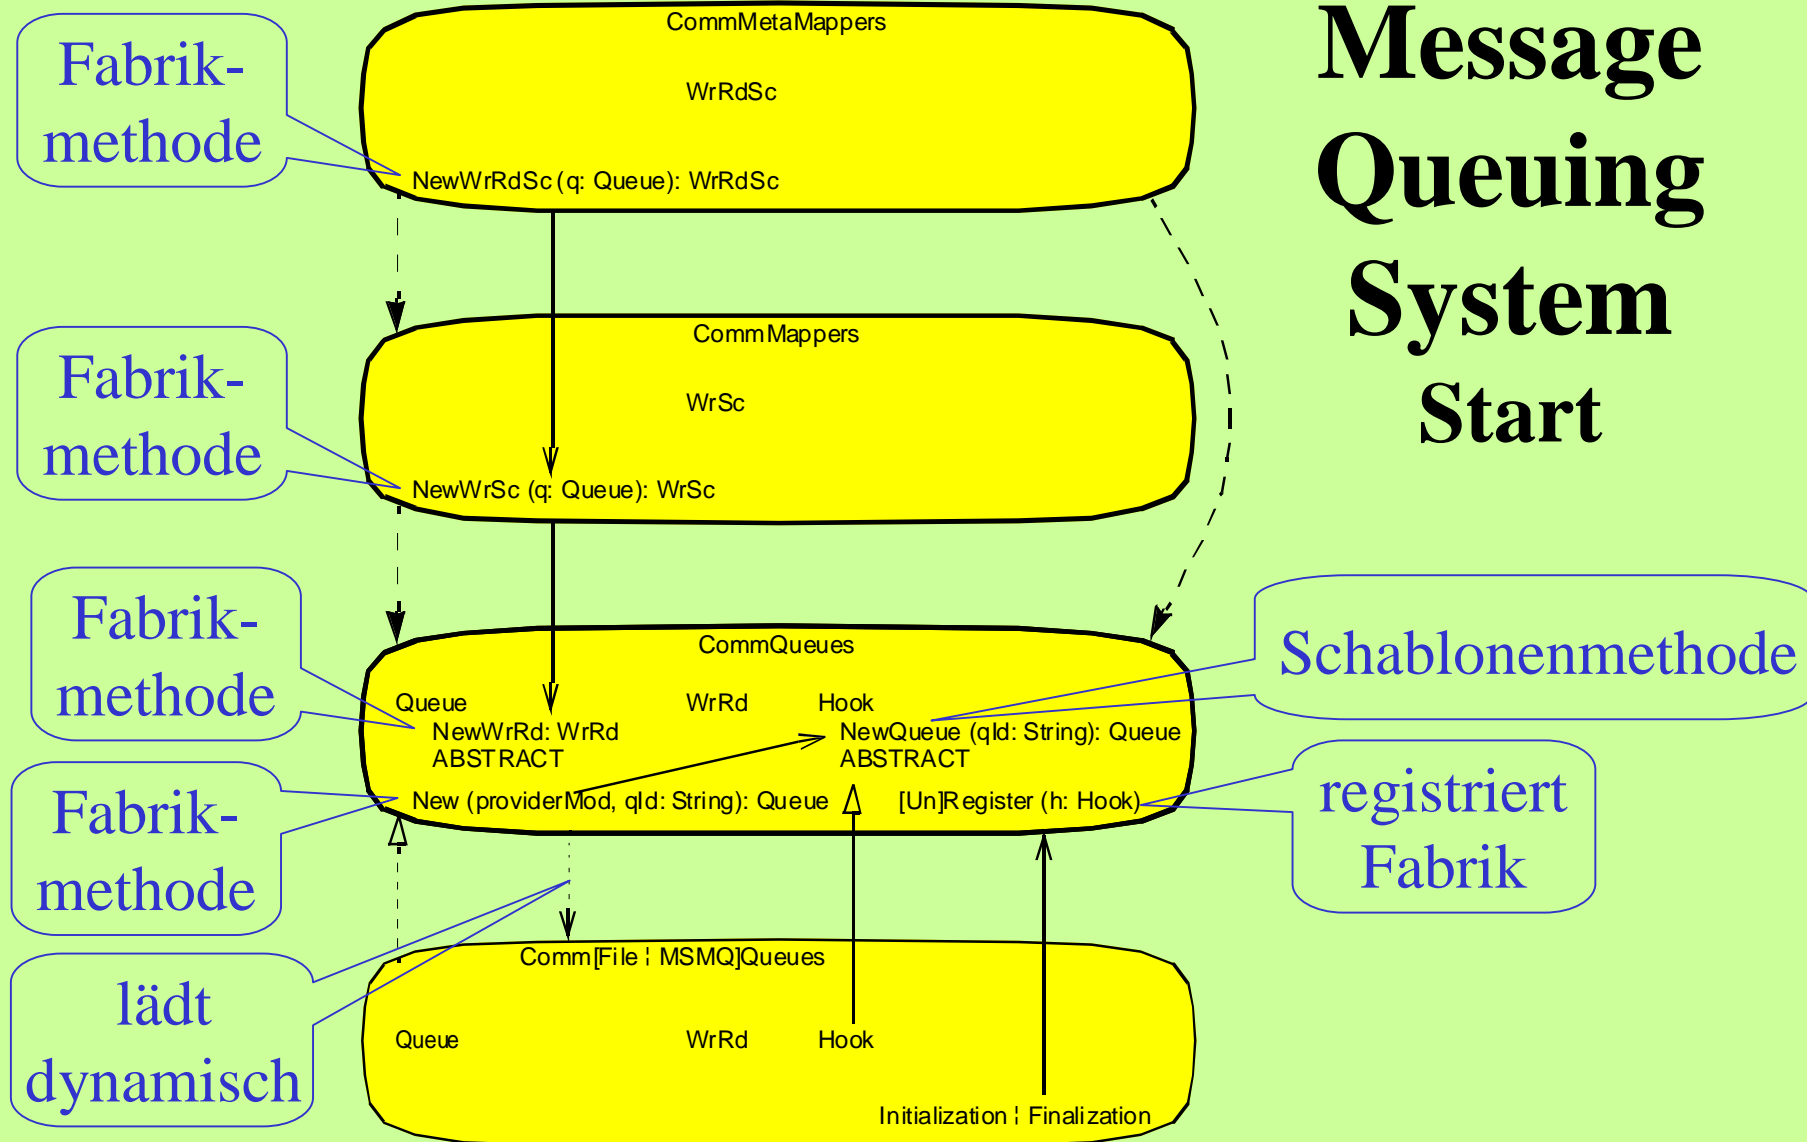 Message
Queuing
System
Start
CommMetaMappers
WrRdSc
NewWrRdSc (q: Queue): WrRdSc
Fabrik-
methode
CommMappers
WrSc
NewWrSc (q: Queue): WrSc
Fabrik-
methode
CommQueues
Queue WrRd Hook
NewWrRd: WrRd NewQueue (qId: String): Queue
ABSTRACT ABSTRACT
New (providerMod, qId: String): Queue [Un]Register (h: Hook)
Fabrik-
methode
Schablonenmethode
Fabrik-
methode
registriert
Fabrik
Comm[File ¦ MSMQ]Queues
Queue WrRd Hook
Initialization ¦ Finalization
lädt
dynamisch